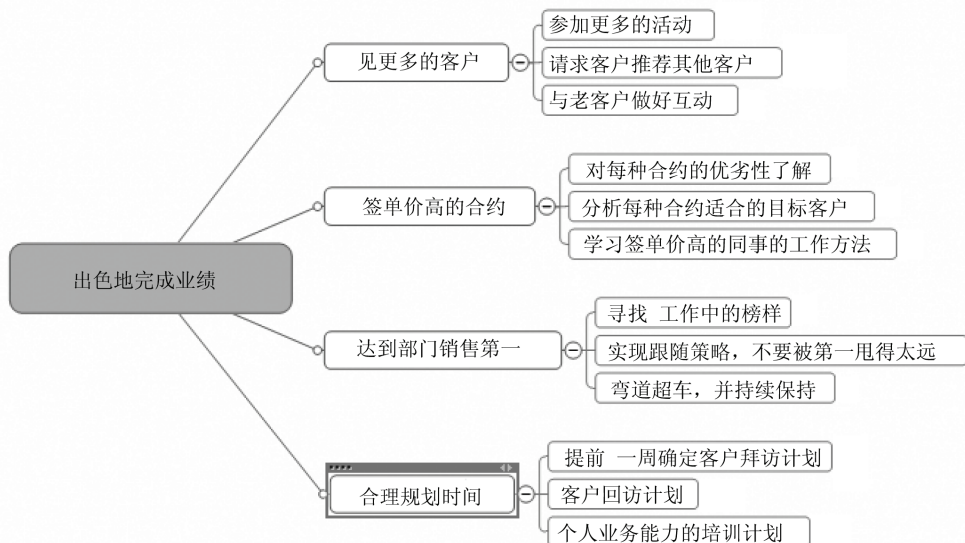 出色地完成业绩
见更多的客户
参加更多的活动
请求客户推荐其他客户
与老客户做好互动
签单价高的合约
对每种合约的优劣性了解
分析每种合约适合的目标客户
学习签单价高的同事的工作方法
达到部门销售第一
寻找 工作中的榜样
实现跟随策略，不要被第一甩得太远
弯道超车，并持续保持
合理规划时间
提前 一周确定客户拜访计划
客户回访计划
个人业务能力的培训计划